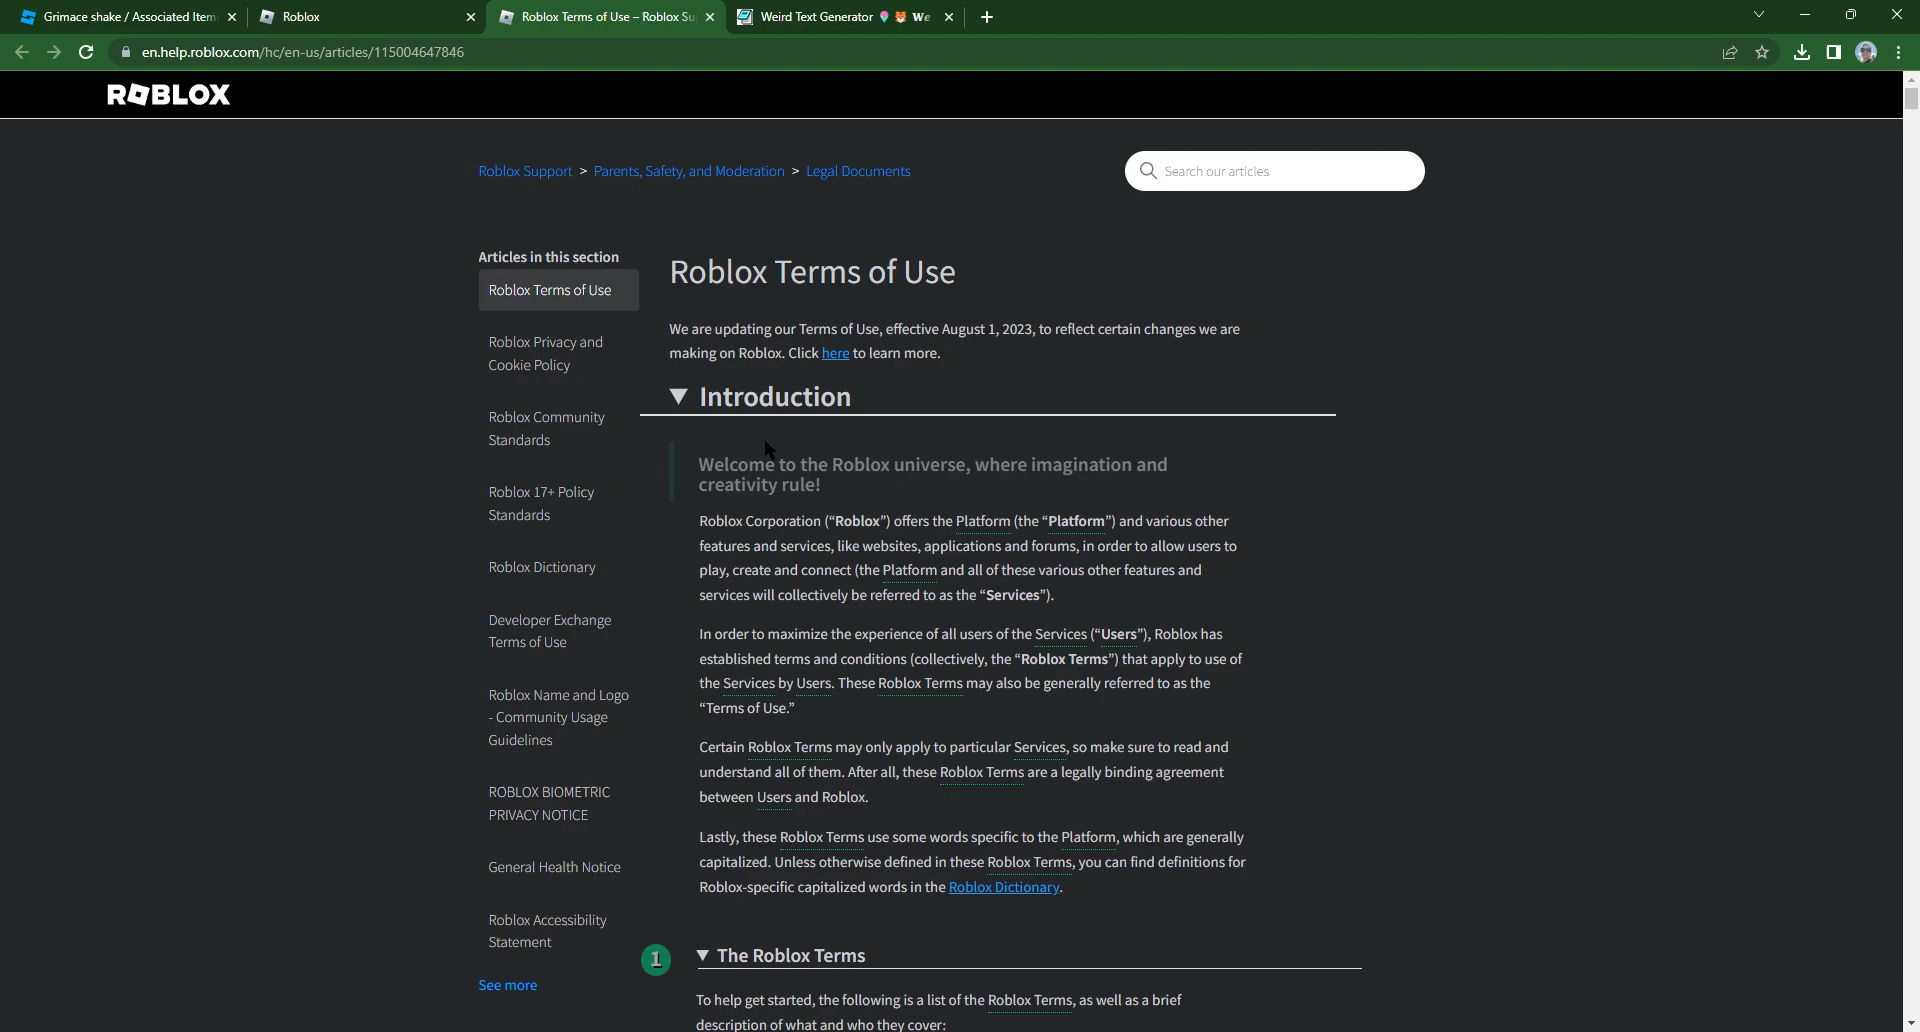 Grimace shake / Associated Item
Roblox
Roblox Terms of Use – Roblox Su
Weird Text Generator 🎈 🐯 We
en.help.roblox.com/hc/en-us/articles/115004647846
ROBLOX
Roblox Support > Parents, Safety, and Moderation > Legal Documents
Search our articles
Articles in this section
Roblox Terms of Use
Roblox Privacy and
Cookie Policy
Roblox Community
Standards
Roblox 17+ Policy
Standards
Roblox Dictionary
Developer Exchange
Terms of Use
Roblox Name and Logo
- Community Usage
Guidelines
ROBLOX BIOMETRIC
PRIVACY NOTICE
General Health Notice
Roblox Accessibility
Statement
See more
Roblox Terms of Use
We are updating our Terms of Use, effective August 1, 2023, to reflect certain changes we are
making on Roblox. Click here to learn more.
▼ Introduction
Welcome to the Roblox universe, where imagination and
creativity rule!
Roblox Corporation (“Roblox”) offers the Platform (the “Platform”) and various other
features and services, like websites, applications and forums, in order to allow users to
play, create and connect (the Platform and all of these various other features and
services will collectively be referred to as the “Services”).
In order to maximize the experience of all users of the Services (“Users”), Roblox has
established terms and conditions (collectively, the “Roblox Terms”) that apply to use of
the Services by Users. These Roblox Terms may also be generally referred to as the
“Terms of Use.”
Certain Roblox Terms may only apply to particular Services, so make sure to read and
understand all of them. After all, these Roblox Terms are a legally binding agreement
between Users and Roblox.
Lastly, these Roblox Terms use some words specific to the Platform, which are generally
capitalized. Unless otherwise defined in these Roblox Terms, you can find definitions for
Roblox-specific capitalized words in the Roblox Dictionary.
1 ▼ The Roblox Terms
To help get started, the following is a list of the Roblox Terms, as well as a brief
description of what and who they cover: